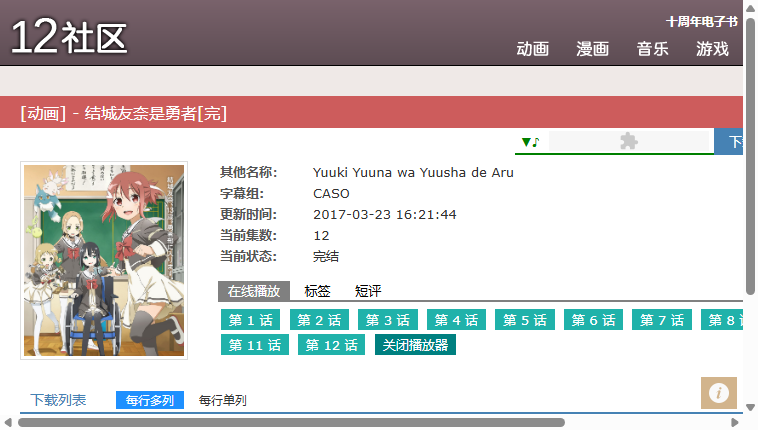 十周年电子书
12社区
动画 漫画 音乐 游戏
[动画] - 结城友奈是勇者[完]
▼♪
其他名称: Yuuki Yuuna wa Yuusha de Aru
字幕组: CASO
更新时间: 2017-03-23 16:21:44
当前集数: 12
当前状态: 完结
在线播放 标签 短评
第 1 话 第 2 话 第 3 话 第 4 话 第 5 话 第 6 话 第 7 话 第 8
第 11 话 第 12 话 关闭播放器
下载列表 每行多列 每行单列